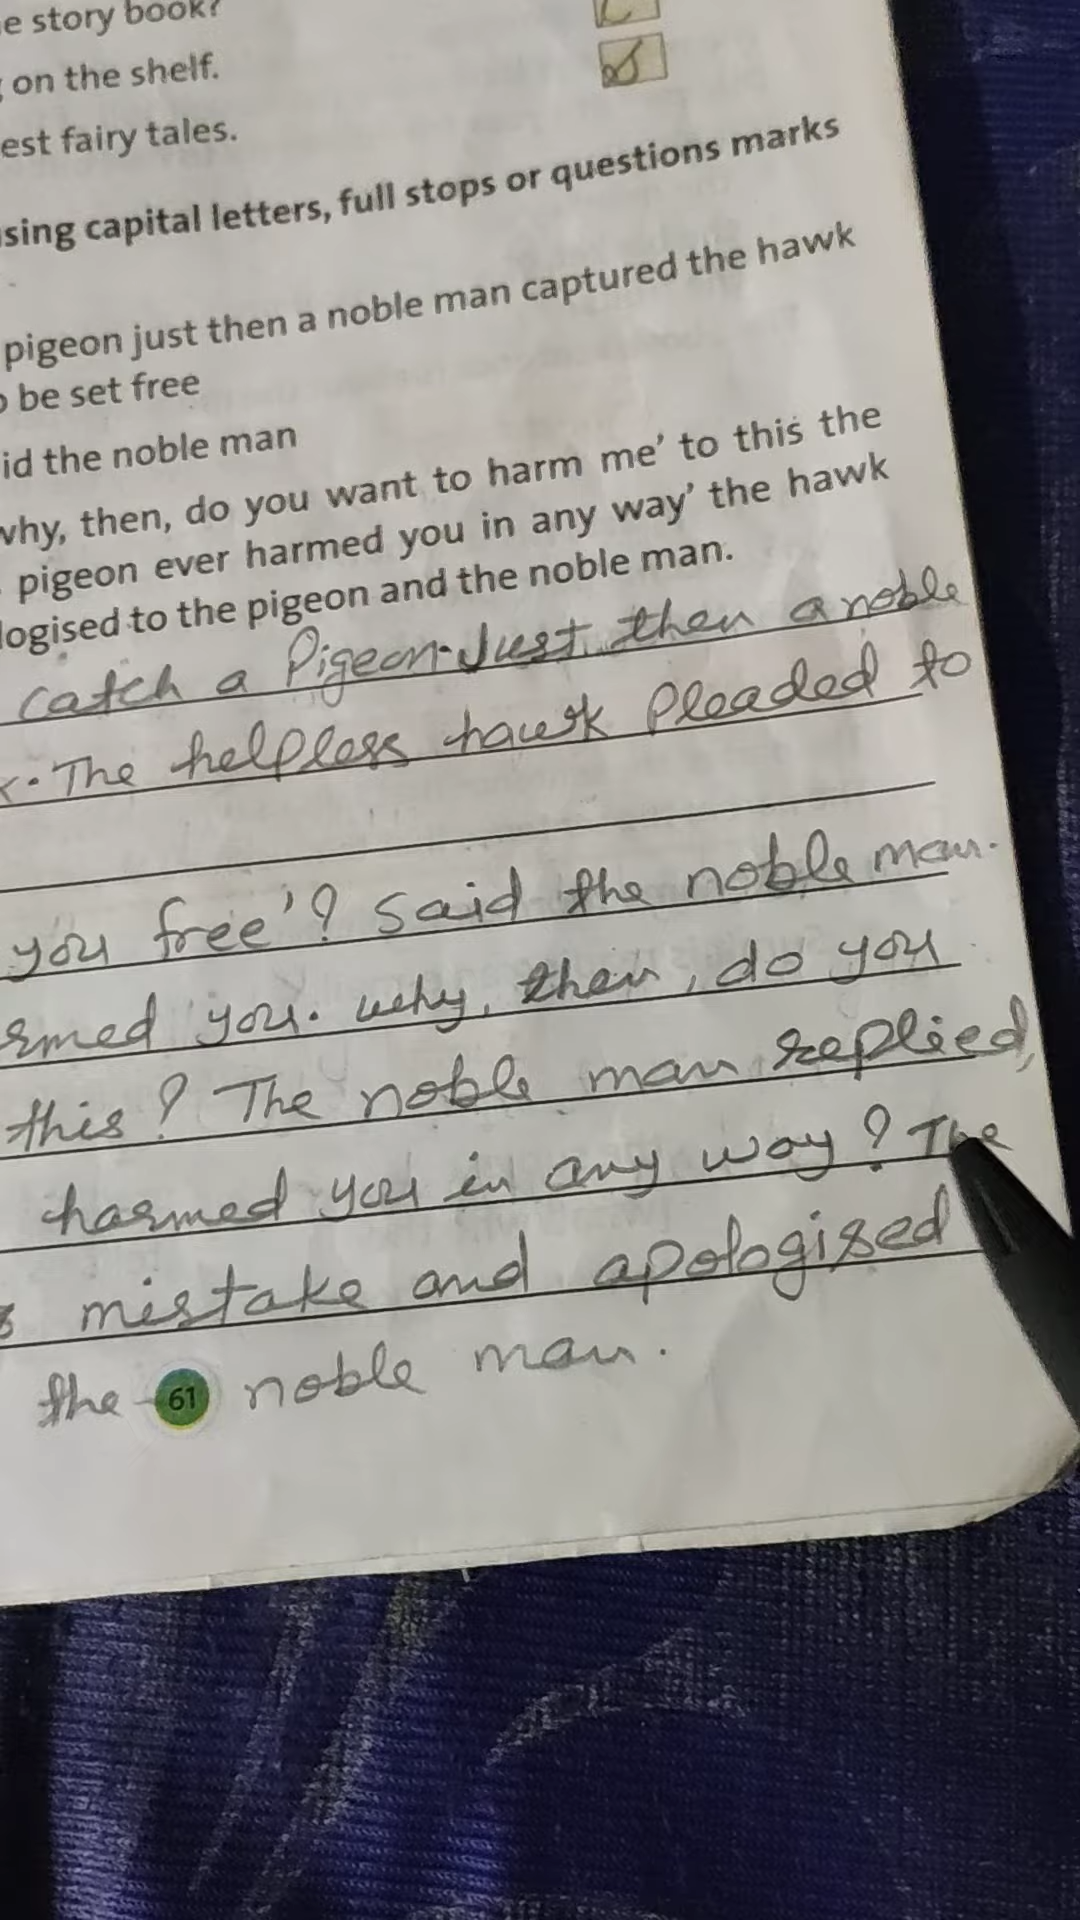 e story book?
on the shelf.
est fairy tales.
sing capital letters, full stops or questions marks
pigeon just then a noble man captured the hawk
o be set free
id the noble man
why, then, do you want to harm me' to this the
pigeon ever harmed you in any way' the hawk
logised to the pigeon and the noble man.
catch a Pigeon. Just then a noble
k. The helpless hawk Pleaded to
you free'? Said the noble man.
rmed you. why, then, do you
this? The noble man replied,
harmed you in any way? The
s mistake and apologised
the noble man.
61